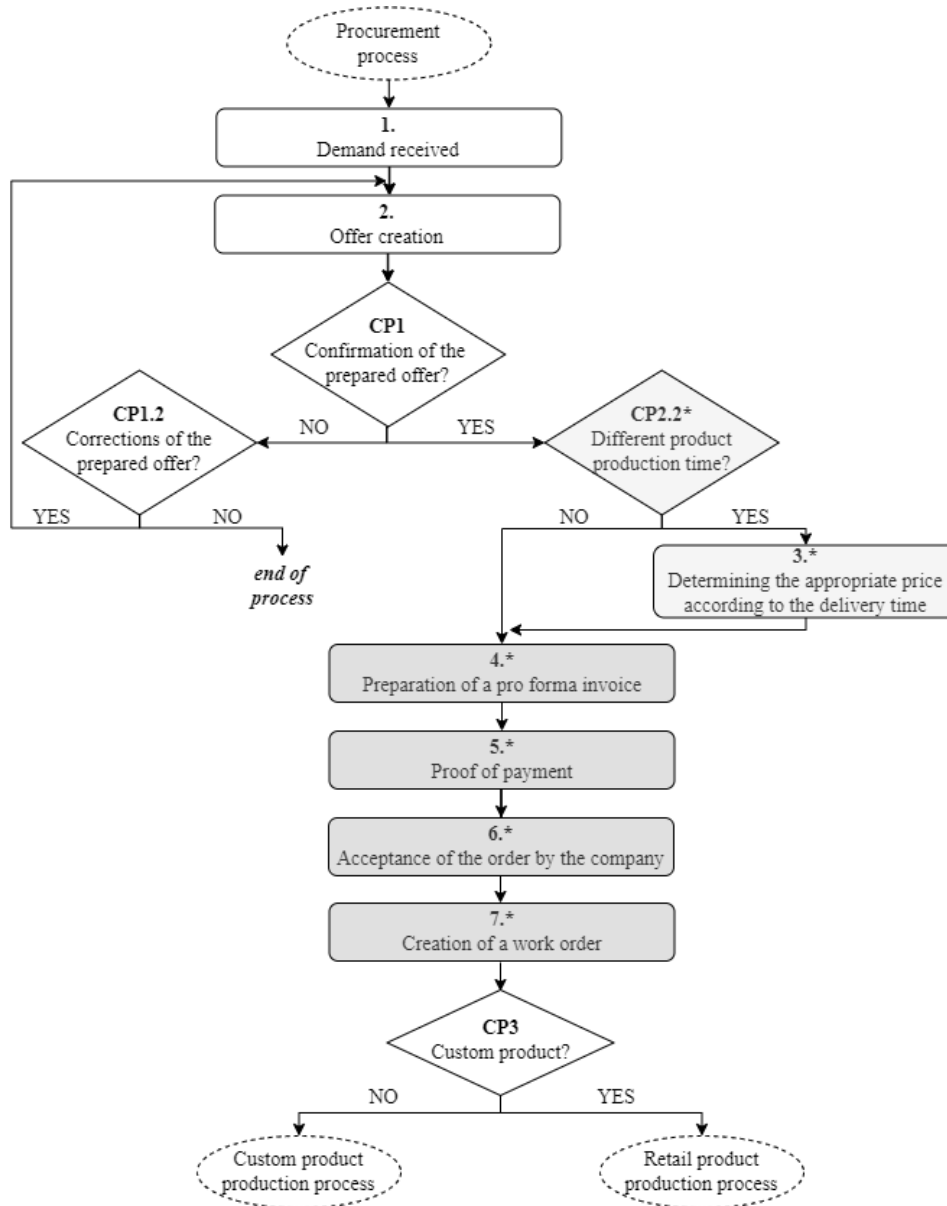 Procurement
process
1.
Demand received
2.
Offer creation
CP1
Confirmation of the
prepared offer?
CP1.2
Corrections of the
prepared offer?
NO
YES
CP2.2*
Different product
production time?
YES
NO
NO
YES
end of
process
3.*
Determining the appropriate price
according to the delivery time
4.*
Preparation of a pro forma invoice
5.*
Proof of payment
6.*
Acceptance of the order by the company
7.*
Creation of a work order
CP3
Custom product?
NO
YES
Custom product
production process
Retail product
production process